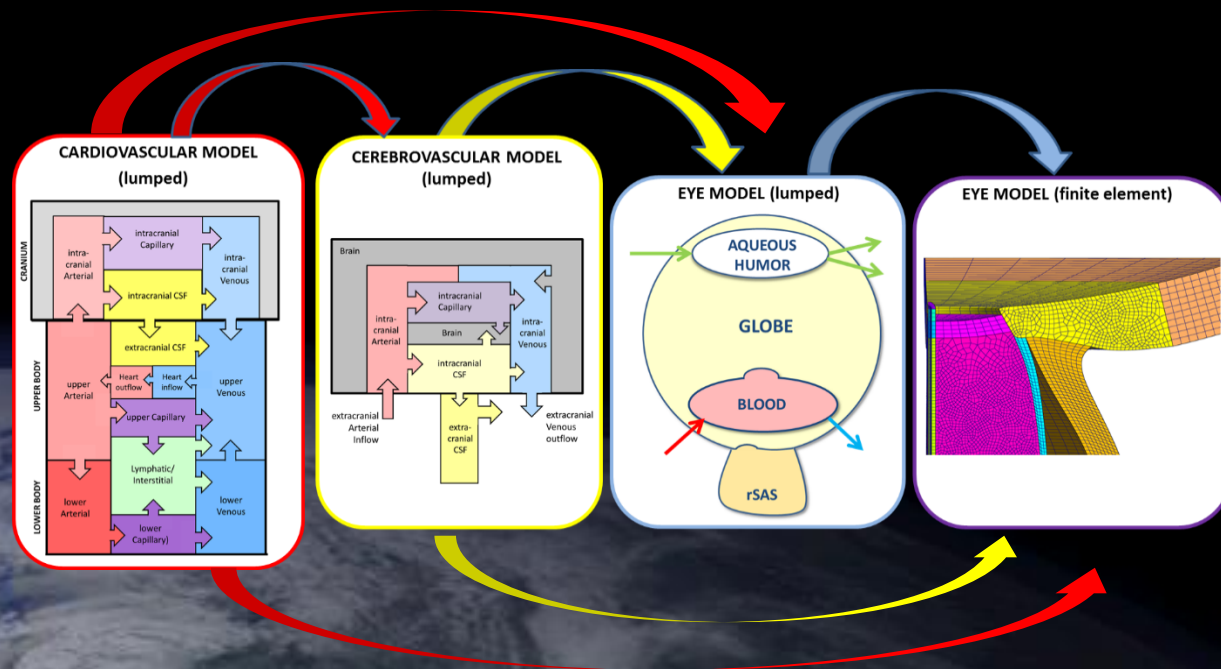 CARDIOVASCULAR MODEL
(lumped)
CRANIUM
UPPER BODY
LOWER BODY
intra-
cranial
Arterial
intracranial
Capillary
intra-
cranial
Venous
intracranial CSF
extracranial CSF
upper
Arterial
Heart
outflow
Heart
inflow
upper
Venous
upper Capillary
Lymphatic/
Interstitial
lower
Arterial
lower
Capillary)
lower
Venous
CEREBROVASCULAR MODEL
(lumped)
Brain
intra-
cranial
Arterial
intracranial
Capillary
Brain
intra-
cranial
Venous
intracranial
CSF
extracranial
Arterial
Inflow
extra-
cranial
CSF
extracranial
Venous
outflow
EYE MODEL (lumped)
AQUEOUS
HUMOR
GLOBE
BLOOD
rSAS
EYE MODEL (finite element)